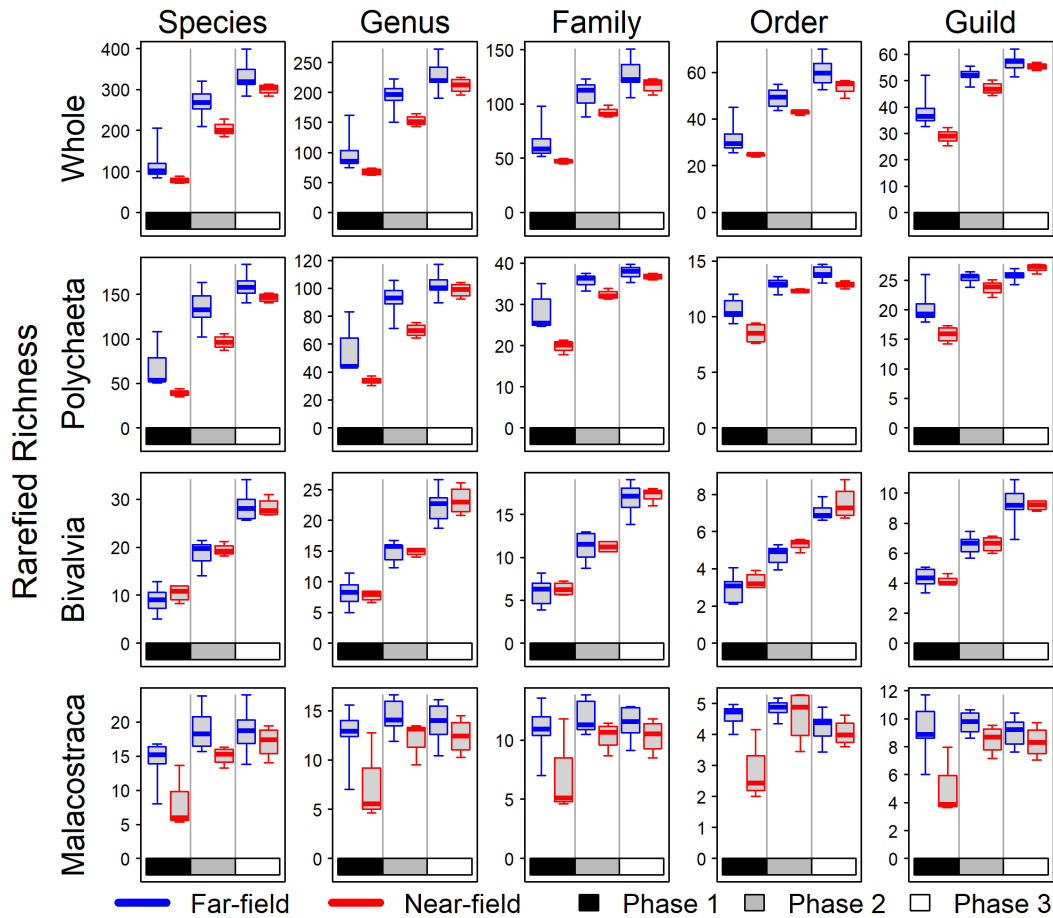 Species Genus Family Order Guild
Rarefied Richness
Whole
400 300 200 100 0
250 200 150 100 50 0
150 100 50 0
60 40 20 0
60 50 40 30 20 10 0
Polychaeta
150 100 50 0
120 100 80 60 40 20 0
40 30 20 10 0
15 10 5 0
25 20 15 10 5 0
Bivalvia
30 20 10 0
25 20 15 10 5 0
15 10 5 0
8 6 4 2 0
10 8 6 4 2 0
Malacostraca
20 15 10 5 0
15 10 5 0
10 5 0
5 4 3 2 1 0
12 10 8 6 4 2 0
Far-field Near-field Phase 1 Phase 2 Phase 3